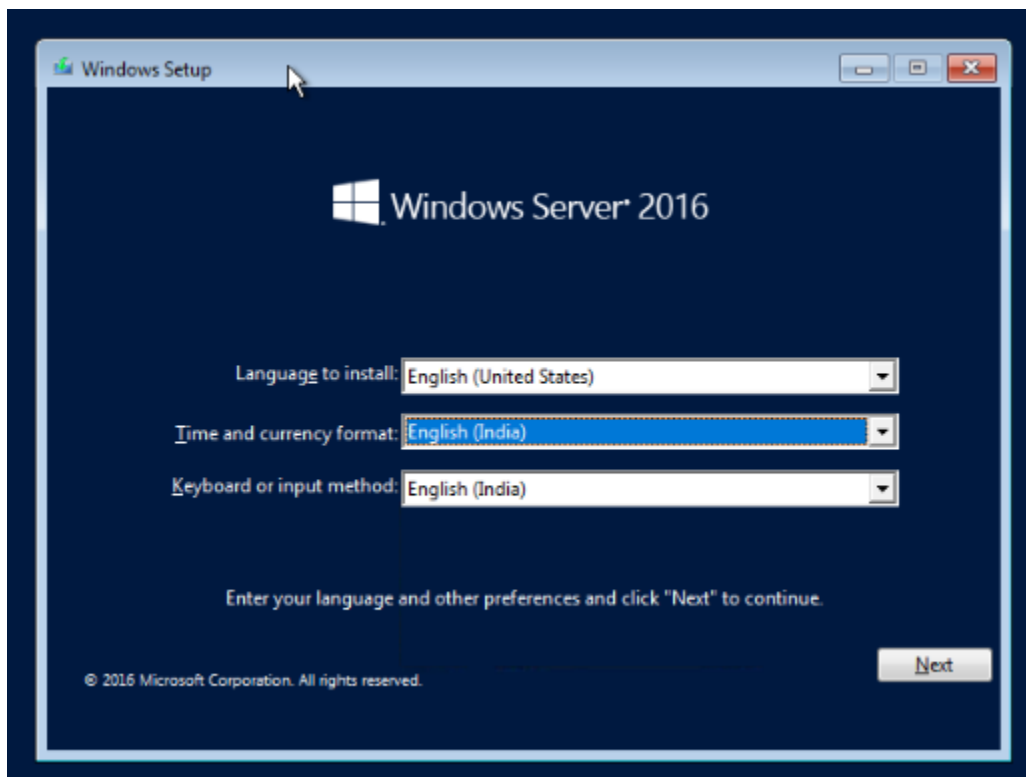 Windows Setup
Windows Server® 2016
Language to install: English (United States)
Time and currency format: English (India)
Keyboard or input method: English (India)
Enter your language and other preferences and click "Next" to continue.
Next
© 2016 Microsoft Corporation. All rights reserved.